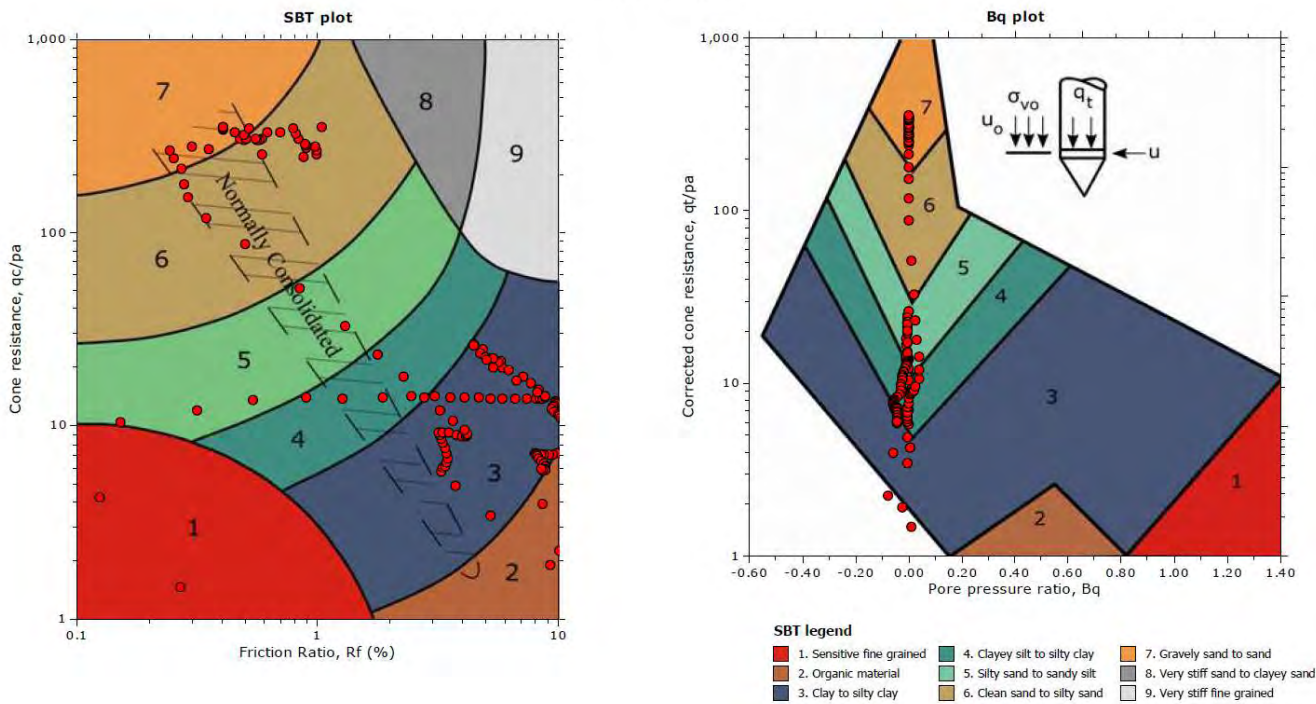 SBT plot
1,000
100
10
1
Cone resistance, qc/pa
7
8
9
6
5
4
3
1
2
Normally Consolidated
0.1
1
10
Friction Ratio, Rf (%)
Bq plot
1,000
100
10
1
Corrected cone resistance, qt/pa
7
6
5
4
3
2
1
σvo
qt
uo
u
-0.60 -0.40 -0.20 0.00 0.20 0.40 0.60 0.80 1.00 1.20 1.40
Pore pressure ratio, Bq
SBT legend
1. Sensitive fine grained
2. Organic material
3. Clay to silty clay
4. Clayey silt to silty clay
5. Silty sand to sandy silt
6. Clean sand to silty sand
7. Gravely sand to sand
8. Very stiff sand to clayey sand
9. Very stiff fine grained